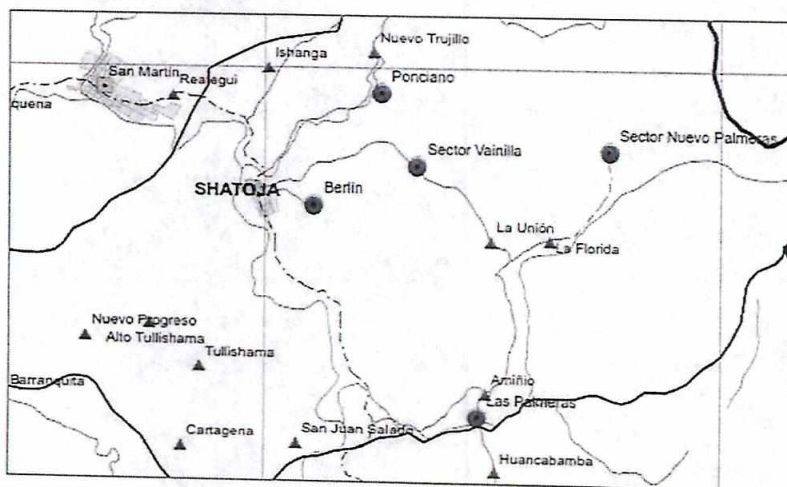 Nuevo Trujillo
Ishanga
San Martín
Reategui
Ponciano
quena
Sector Vainilla
Sector Nuevo Palmeras
SHATOJA
Berlín
La Unión
La Florida
Nuevo Progreso
Alto Tullishama
Tullishama
Barranquita
Amiñio
Las Palmeras
Cartagena
San Juan Salado
Huancabamba